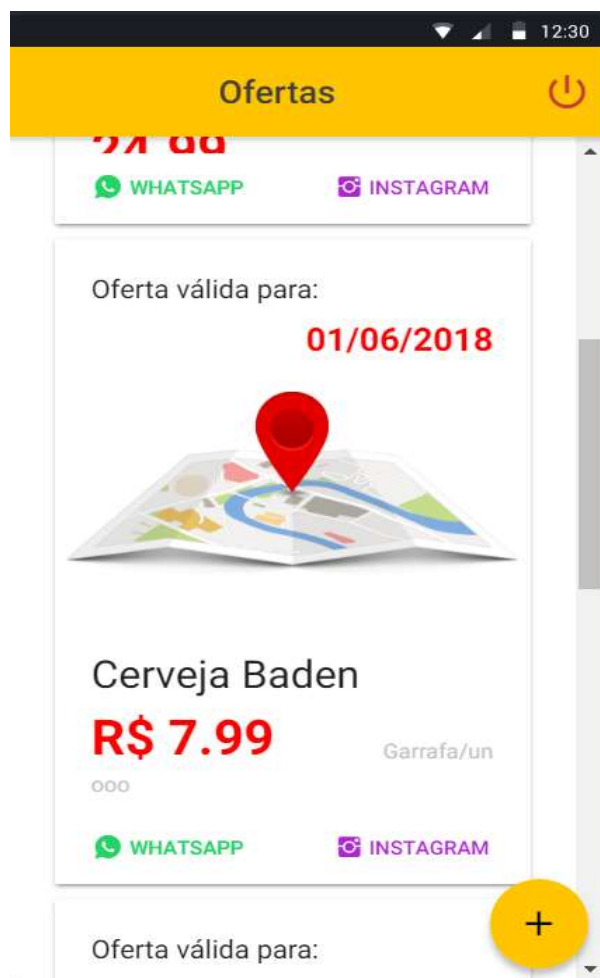 12:30
Ofertas
WHATSAPP INSTAGRAM
Oferta válida para:
01/06/2018
Cerveja Baden
R$ 7.99 Garrafa/un
ooo
WHATSAPP INSTAGRAM
+
Oferta válida para: